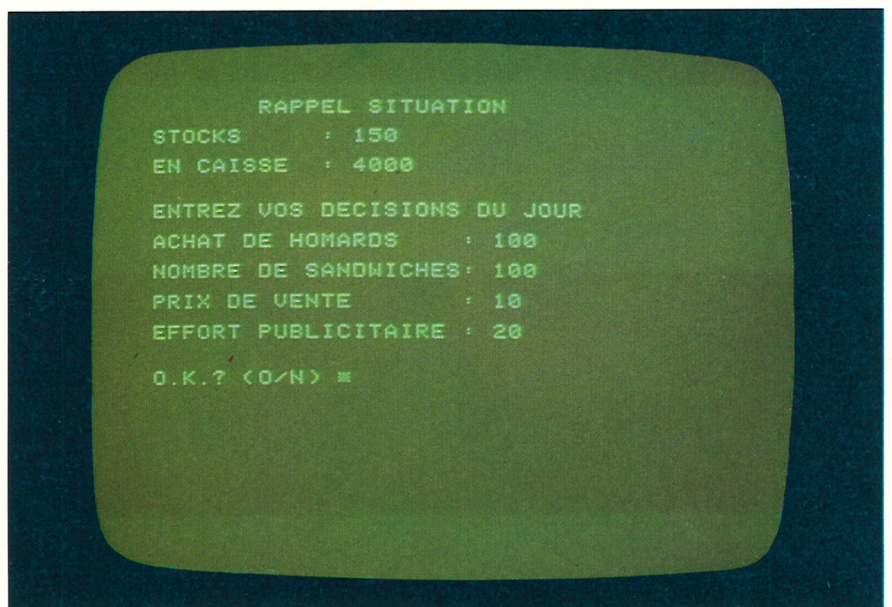 RAPPEL SITUATION
STOCKS : 150
EN CAISSE : 4000
ENTREZ VOS DECISIONS DU JOUR
ACHAT DE HOMARDS : 100
NOMBRE DE SANDWICHES: 100
PRIX DE VENTE : 10
EFFORT PUBLICITAIRE : 20
O.K.? (O/N)